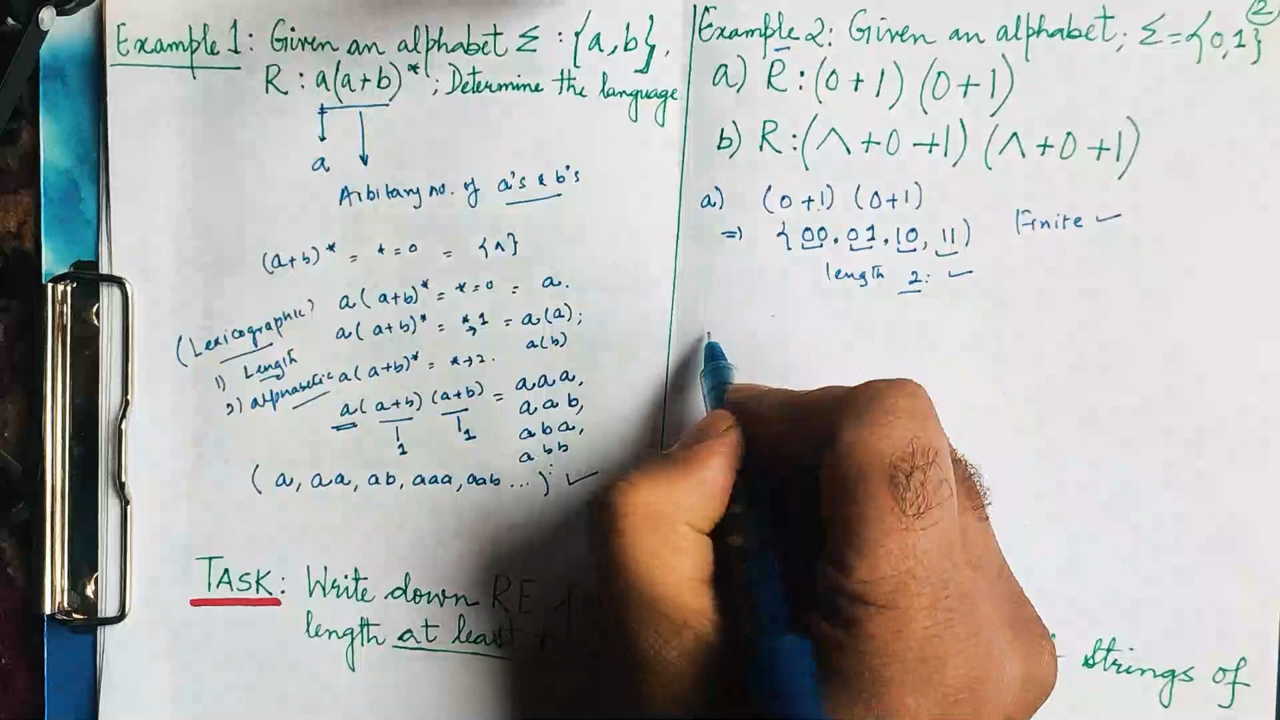 Example 1: Given an alphabet Σ : {a,b},
R : a(a+b)*; Determine the language
a
Arbitary no. of a's & b's
(a+b)* = *=0 = {∧}
(Lexicographic)
1) Length
2) alphabetic
a(a+b)* = *=0 = a.
a(a+b)* = *→1 = a(a);
a(b)
a(a+b)* = *→2.
a(a+b)(a+b) = aaa,
aab,
aba,
abb
1 1
(a, aa, ab, aaa, aab...) ✓
TASK: Write down RE
length at least
②
Example 2: Given an alphabet; Σ={0,1}
a) R:(0+1)(0+1)
b) R:(∧+0+1)(∧+0+1)
a) (0+1)(0+1)
⇒ {00,01,10,11) Finite ✓
length 2: ✓
strings of